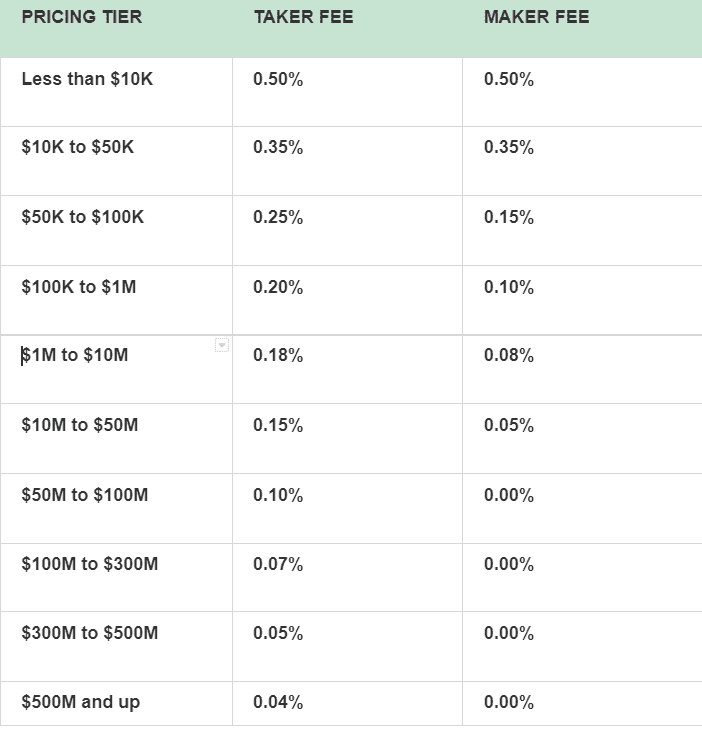 PRICING TIER TAKER FEE MAKER FEE
Less than $10K 0.50% 0.50%
$10K to $50K 0.35% 0.35%
$50K to $100K 0.25% 0.15%
$100K to $1M 0.20% 0.10%
$1M to $10M 0.18% 0.08%
$10M to $50M 0.15% 0.05%
$50M to $100M 0.10% 0.00%
$100M to $300M 0.07% 0.00%
$300M to $500M 0.05% 0.00%
$500M and up 0.04% 0.00%